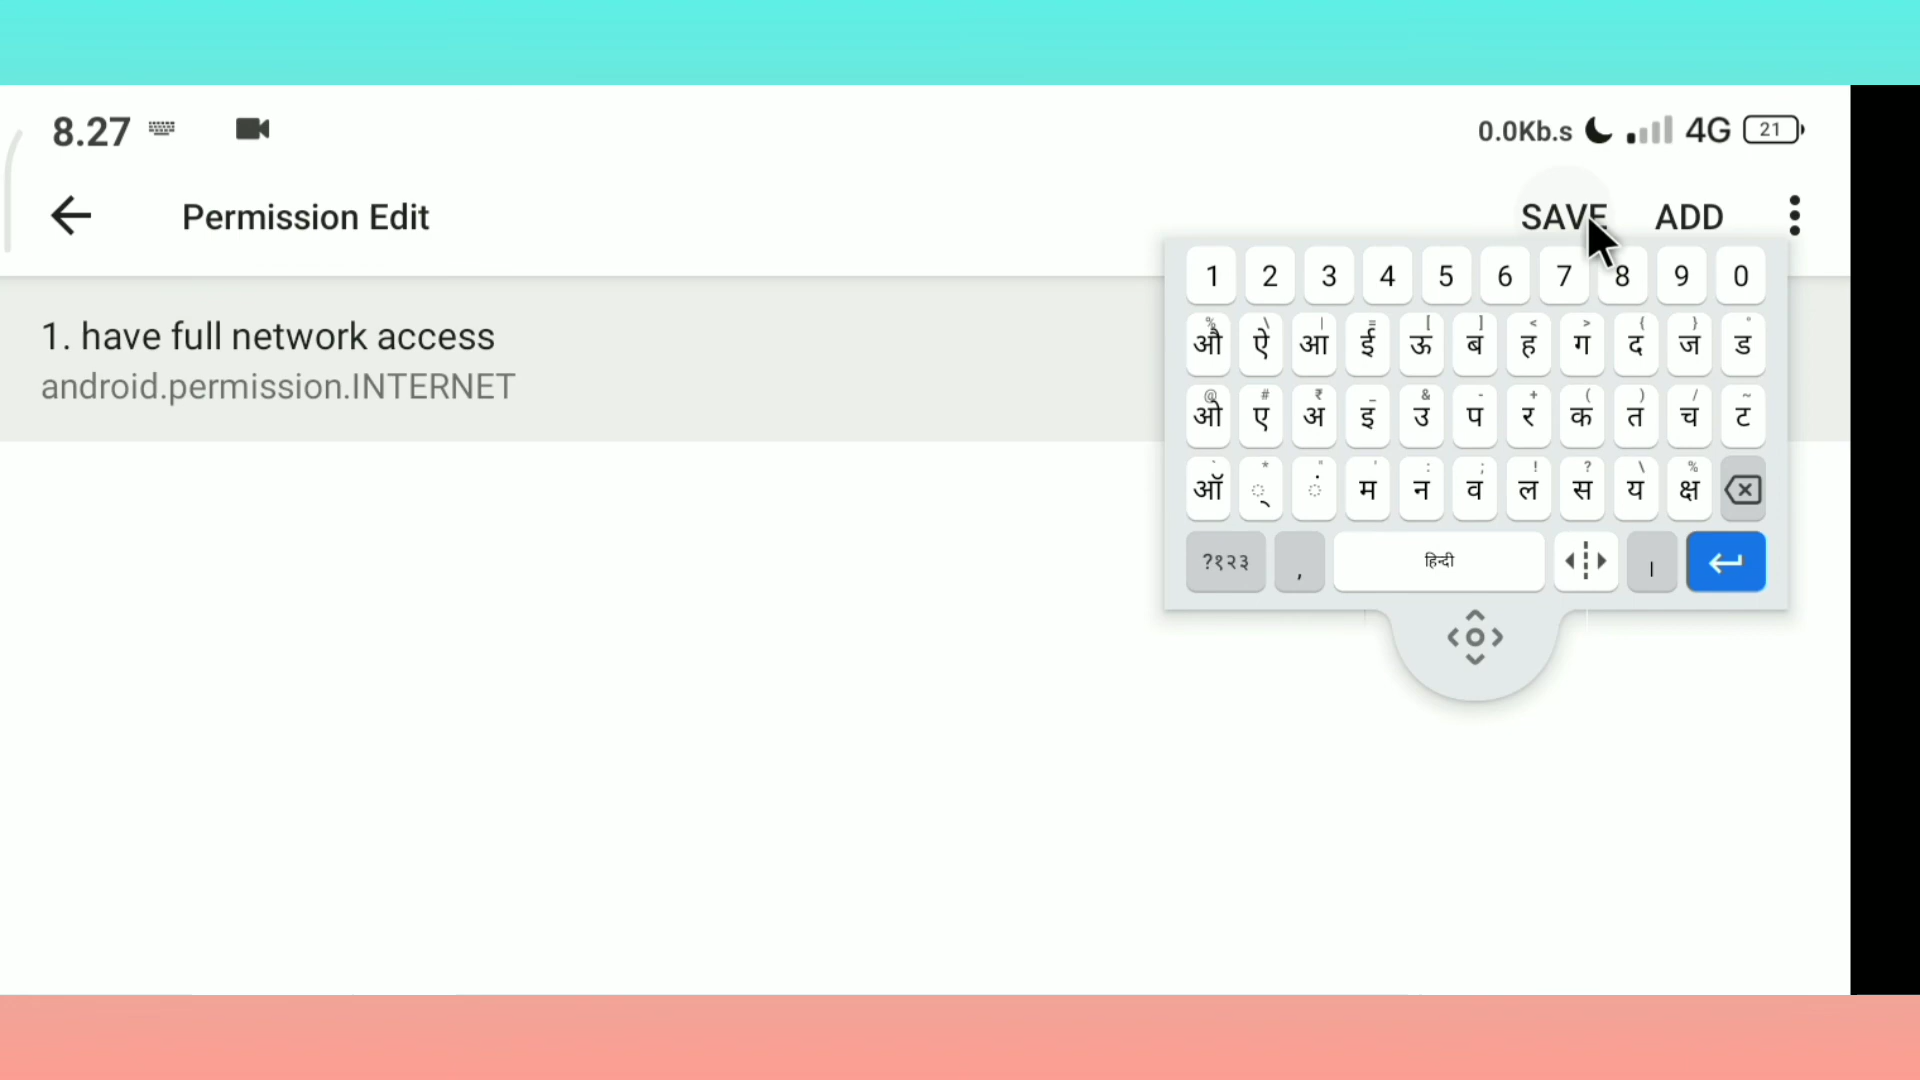 8.27
0.0Kb.s 4G 21
Permission Edit
SAVE ADD
1. have full network access
android.permission.INTERNET
1 2 3 4 5 6 7 8 9 0
% \ | = [ ] < > { } °
औ ऐ आ ई ऊ ब ह ग द ज ड
@ # ₹ _ & - + ( ) / ~
ओ ए अ इ उ प र क त च ट
` * " ' : ; ! ? \ %
ऑ ् ं म न व ल स य क्ष
?१२३ , हिन्दी ।